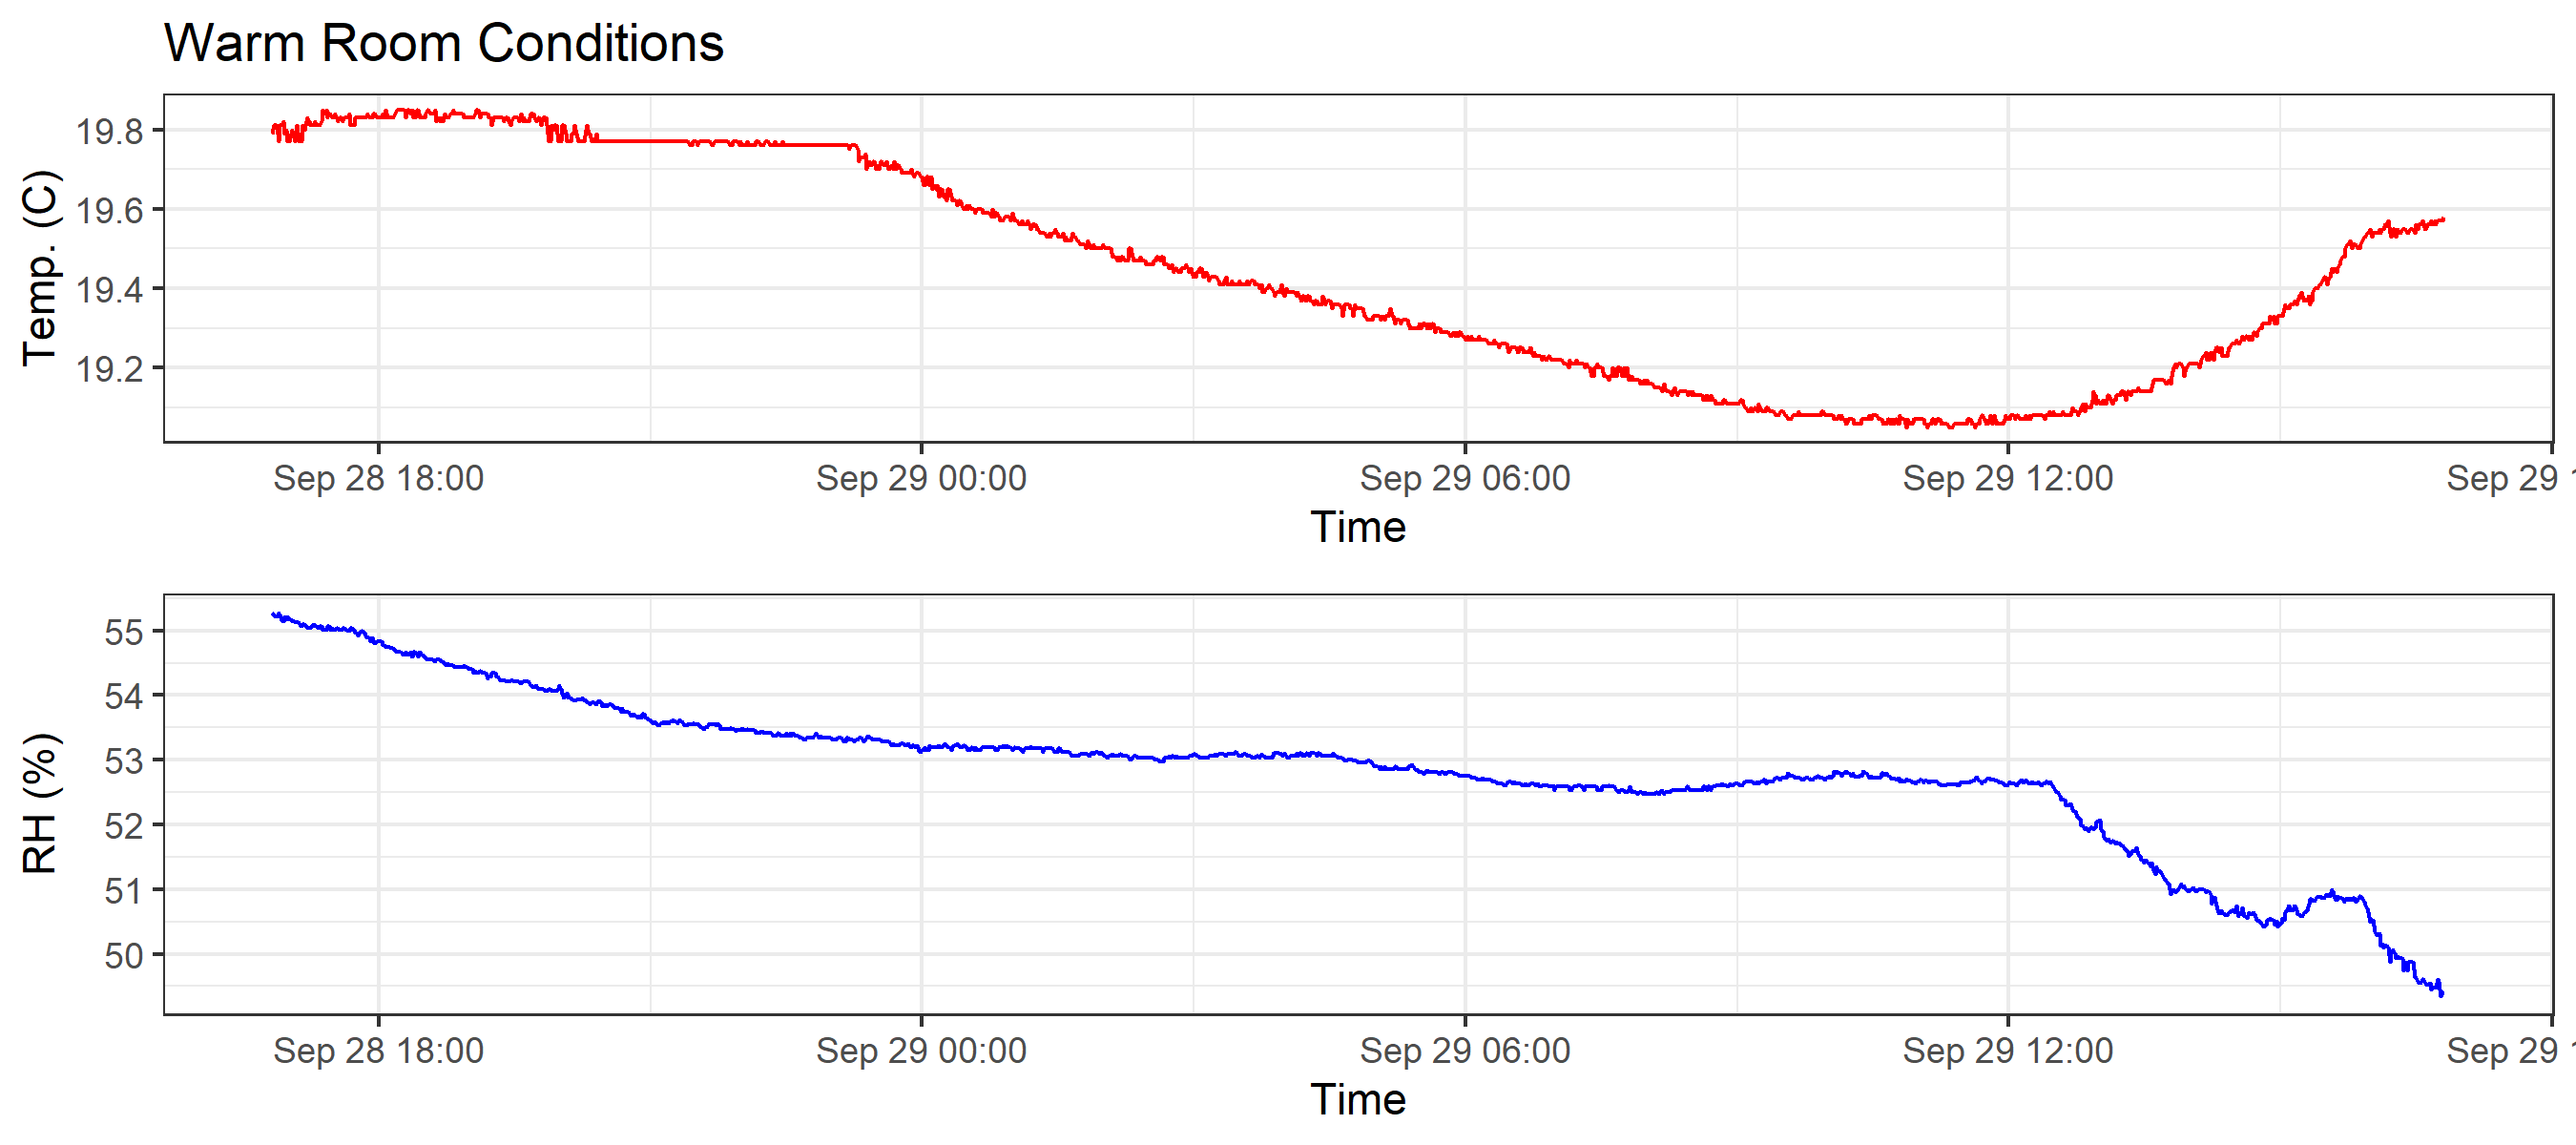 Warm Room Conditions
Temp. (C)
19.8
19.6
19.4
19.2
Sep 28 18:00 Sep 29 00:00 Sep 29 06:00 Sep 29 12:00 Sep 29
Time
RH (%)
55
54
53
52
51
50
Sep 28 18:00 Sep 29 00:00 Sep 29 06:00 Sep 29 12:00 Sep 29
Time